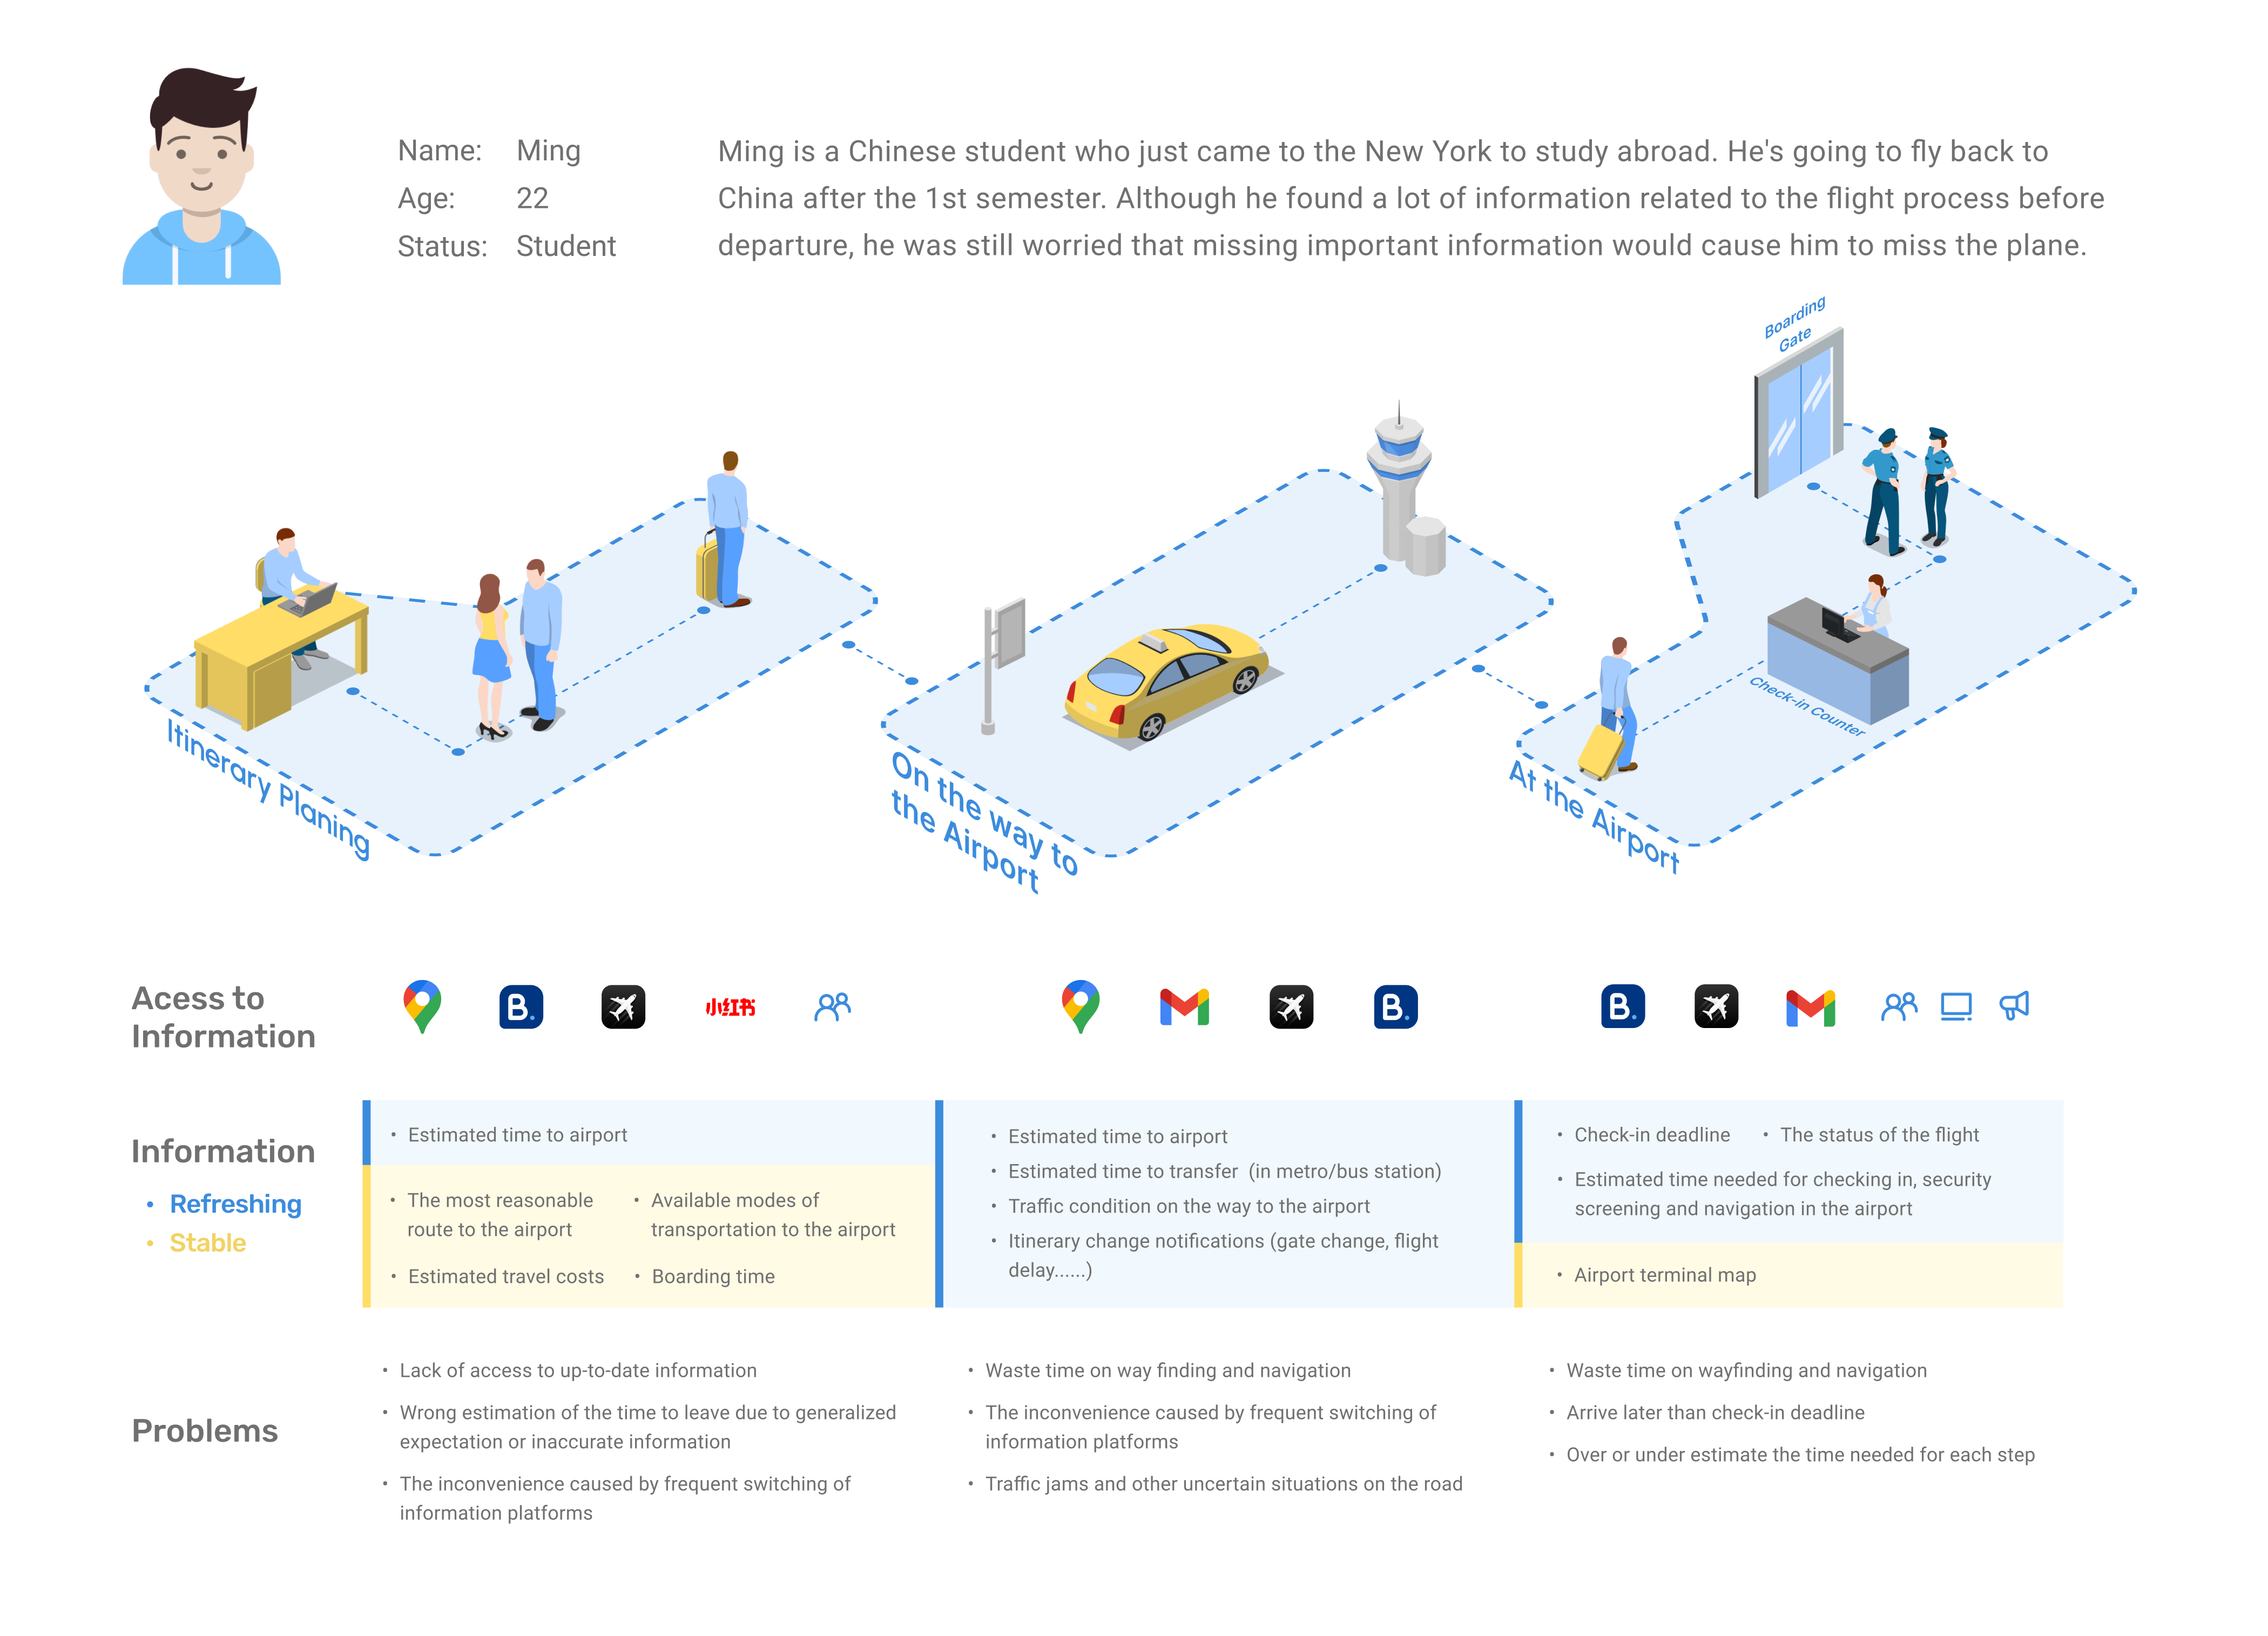 Name: Ming
Age: 22
Status: Student
Ming is a Chinese student who just came to the New York to study abroad. He's going to fly back to
China after the 1st semester. Although he found a lot of information related to the flight process before
departure, he was still worried that missing important information would cause him to miss the plane.
Boarding
Gate
Check-in Counter
Itinerary Planing
On the way to
the Airport
At the Airport
Acess to
Information
B.
小红书
B.
B.
Information
• Refreshing
• Stable
• Estimated time to airport
• The most reasonable
route to the airport
• Available modes of
transportation to the airport
• Estimated travel costs
• Boarding time
• Estimated time to airport
• Estimated time to transfer (in metro/bus station)
• Traffic condition on the way to the airport
• Itinerary change notifications (gate change, flight
delay......)
• Check-in deadline
• The status of the flight
• Estimated time needed for checking in, security
screening and navigation in the airport
• Airport terminal map
Problems
• Lack of access to up-to-date information
• Wrong estimation of the time to leave due to generalized
expectation or inaccurate information
• The inconvenience caused by frequent switching of
information platforms
• Waste time on way finding and navigation
• The inconvenience caused by frequent switching of
information platforms
• Traffic jams and other uncertain situations on the road
• Waste time on wayfinding and navigation
• Arrive later than check-in deadline
• Over or under estimate the time needed for each step